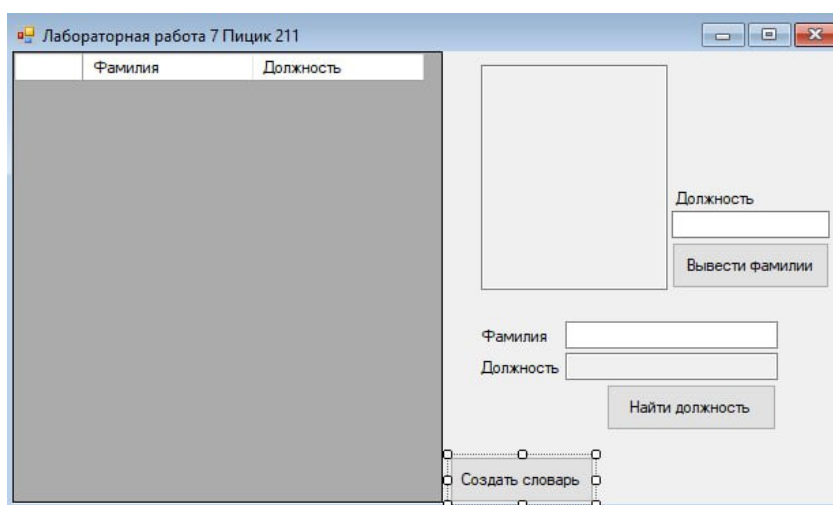 Лабораторная работа 7 Пицик 211
Фамилия Должность
Должность
Вывести фамилии
Фамилия
Должность
Найти должность
Создать словарь